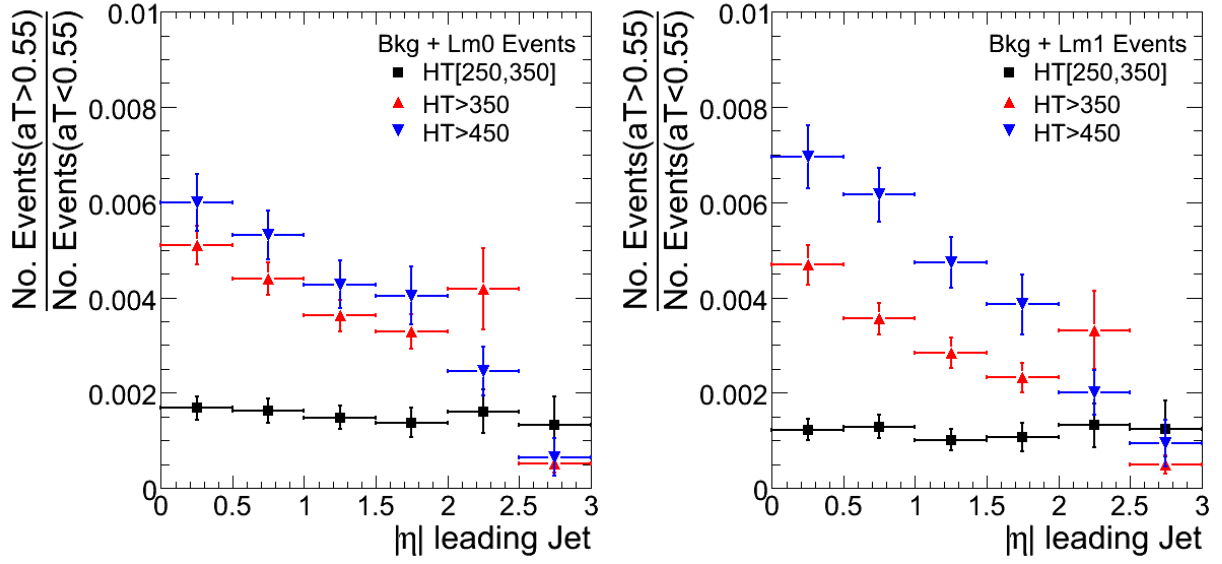 No. Events(aT>0.55)
No. Events(aT<0.55)
0.01
0.008
0.006
0.004
0.002
0
Bkg + Lm0 Events
HT[250,350]
HT>350
HT>450
0 0.5 1 1.5 2 2.5 3
|η| leading Jet
No. Events(aT>0.55)
No. Events(aT<0.55)
0.01
0.008
0.006
0.004
0.002
0
Bkg + Lm1 Events
HT[250,350]
HT>350
HT>450
0 0.5 1 1.5 2 2.5 3
|η| leading Jet